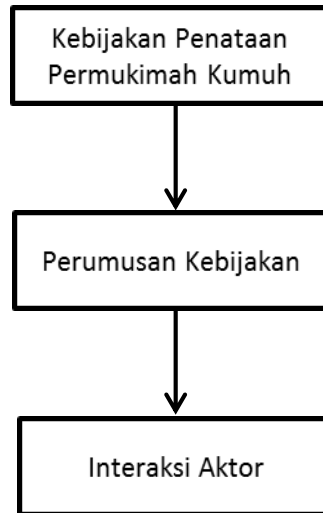 Kebijakan Penataan
Permukimah Kumuh
Perumusan Kebijakan
Interaksi Aktor